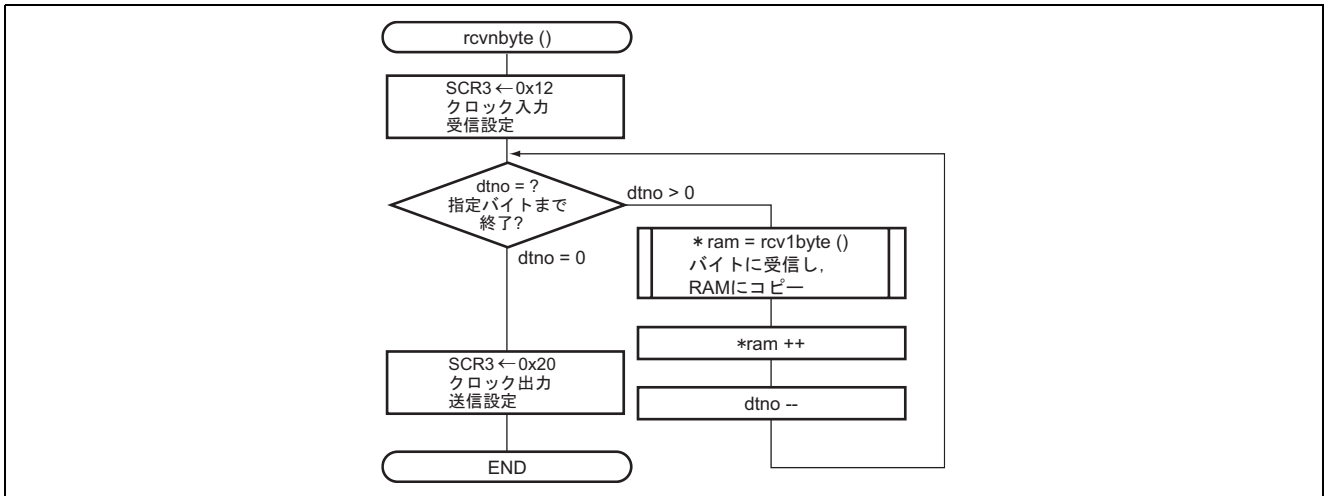 rcvnbyte ()
SCR3 ← 0x12
クロック入力
受信設定
dtno = ?
指定バイトまで
終了?
dtno > 0
dtno = 0
* ram = rcv1byte ()
バイトに受信し,
RAMにコピー
*ram ++
dtno --
SCR3 ← 0x20
クロック出力
送信設定
END